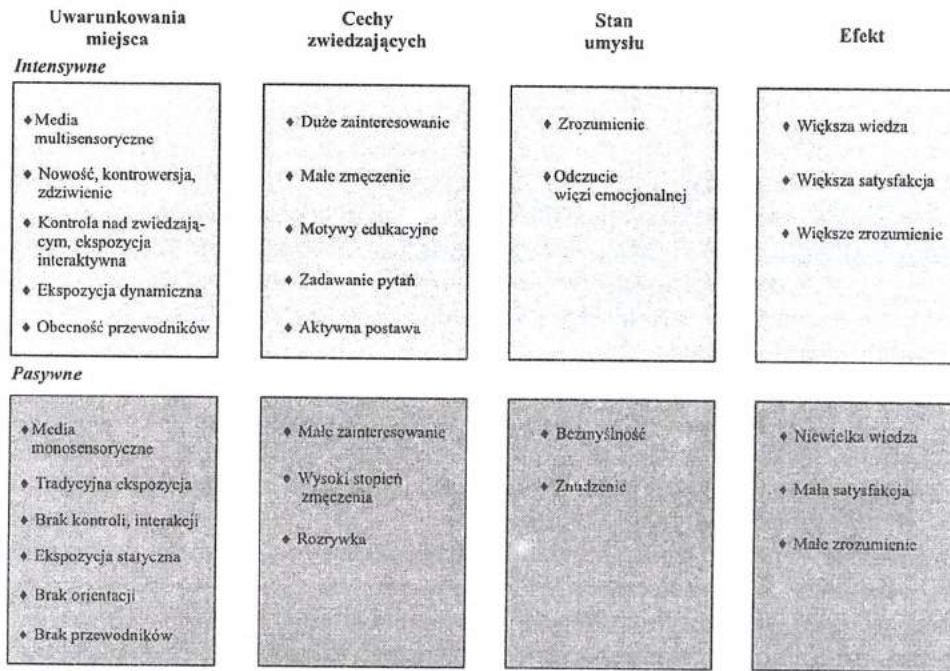 Uwarunkowania
miejsca
Cechy
zwiedzających
Stan
umysłu
Efekt
Intensywne
♦ Media
multisensoryczne
♦ Nowość, kontrowersja,
zdziwienie
♦ Kontrola nad zwiedzają-
cym, ekspozycja
interaktywna
♦ Ekspozycja dynamiczna
♦ Obecność przewodników
♦ Duże zainteresowanie
♦ Małe zmęczenie
♦ Motywy edukacyjne
♦ Zadawanie pytań
♦ Aktywna postawa
♦ Zrozumienie
♦ Odczucie
więzi emocjonalnej
♦ Większa wiedza
♦ Większa satysfakcja
♦ Większe zrozumienie
Pasywne
♦ Media
monosensoryczne
♦ Tradycyjna ekspozycja
♦ Brak kontroli, interakcji
♦ Ekspozycja statyczna
♦ Brak orientacji
♦ Brak przewodników
♦ Małe zainteresowanie
♦ Wysoki stopień
zmęczenia
♦ Rozrywka
♦ Bezmyślność
♦ Znudzenie
♦ Niewielka wiedza
♦ Mała satysfakcja
♦ Małe zrozumienie